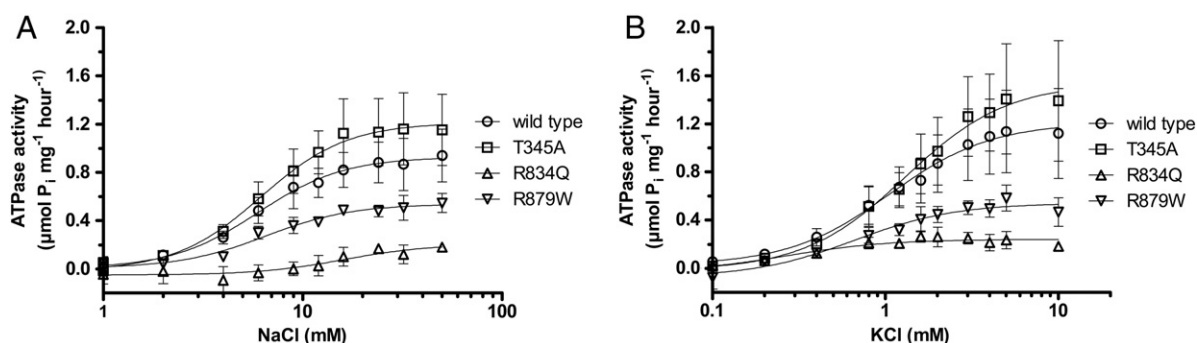 A
ATPase activity
(μmol Pi mg-1 hour-1)
1.6
1.2
0.8
0.4
0.0
1
10
100
NaCl (mM)
wild type
T345A
R834Q
R879W
B
ATPase activity
(μmol Pi mg-1 hour-1)
2.0
1.6
1.2
0.8
0.4
0.0
0.1
1
10
KCl (mM)
wild type
T345A
R834Q
R879W